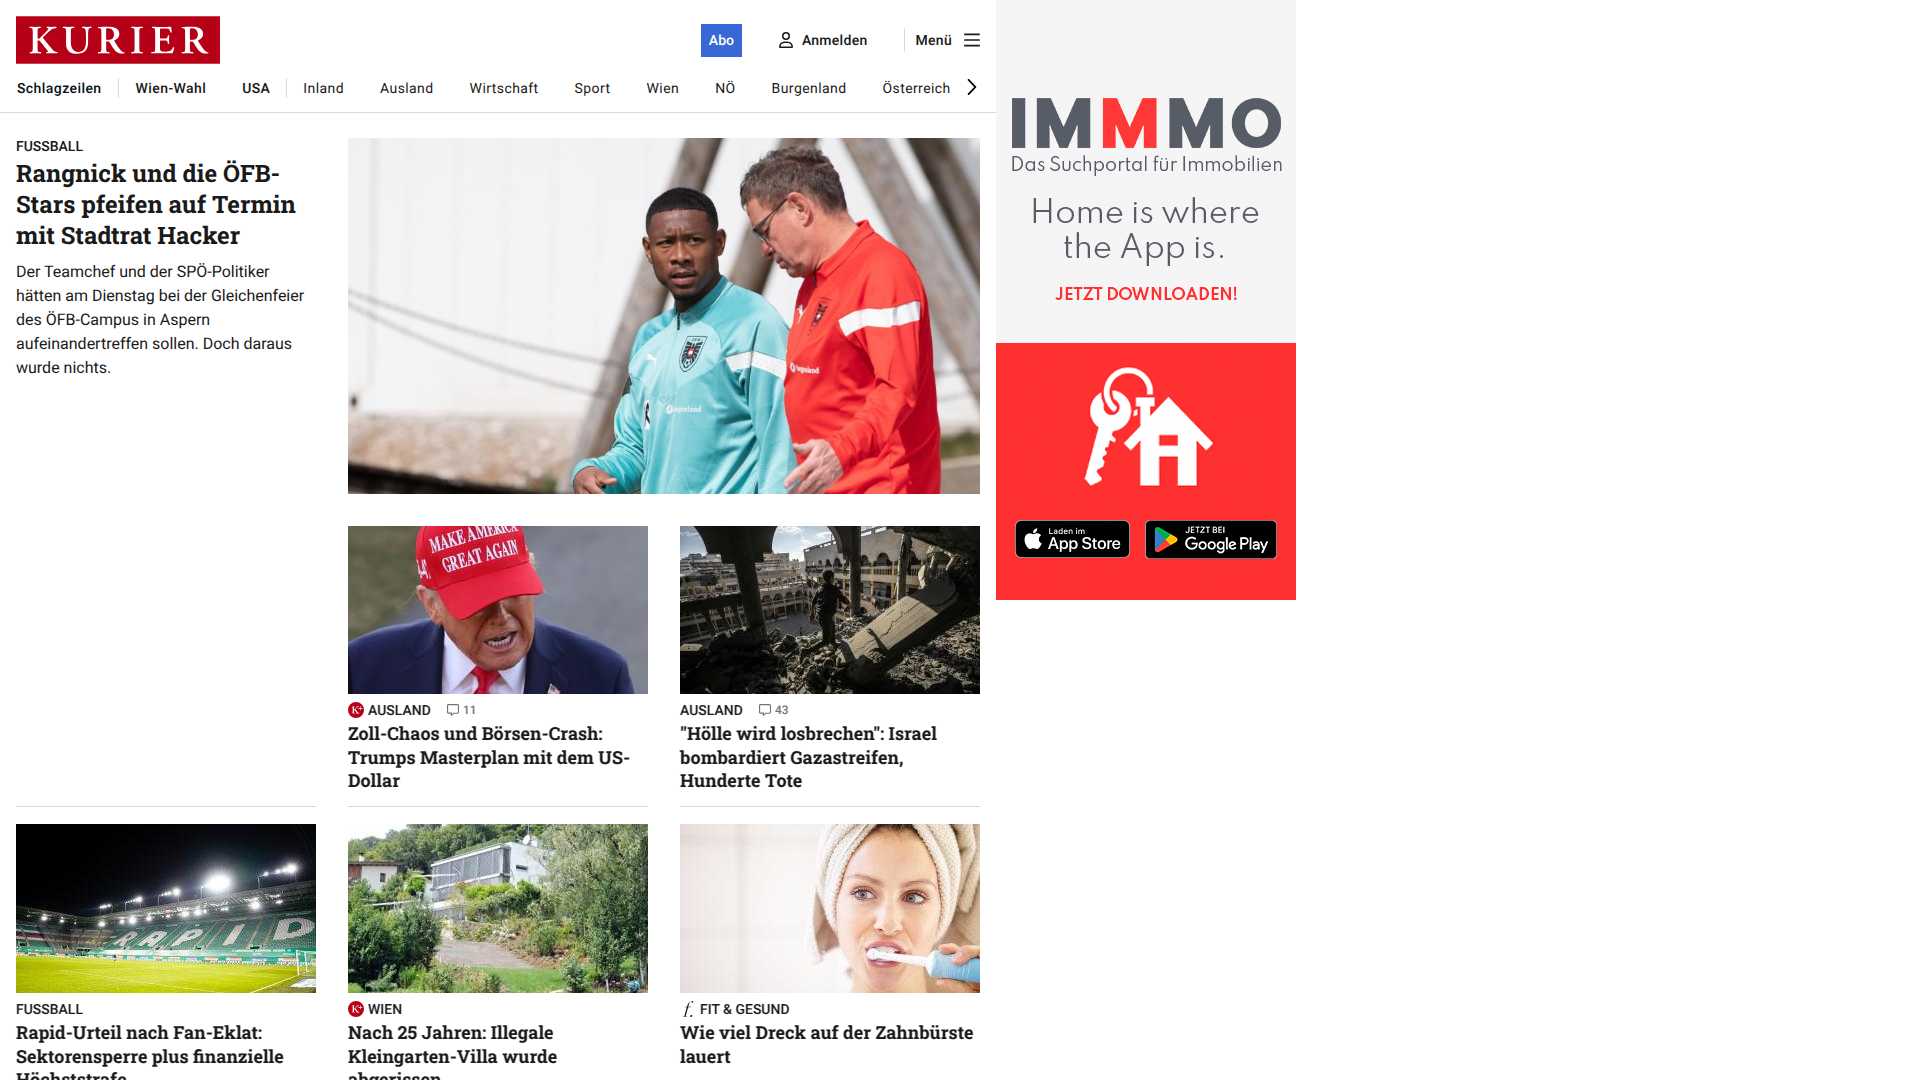 KURIER
Abo
Anmelden
Menü
Schlagzeilen
Wien-Wahl
USA
Inland
Ausland
Wirtschaft
Sport
Wien
NÖ
Burgenland
Österreich
FUSSBALL
Rangnick und die ÖFB-
Stars pfeifen auf Termin
mit Stadtrat Hacker
Der Teamchef und der SPÖ-Politiker
hätten am Dienstag bei der Gleichenfeier
des ÖFB-Campus in Aspern
aufeinandertreffen sollen. Doch daraus
wurde nichts.
MAKE AMERICA
GREAT AGAIN
K+ AUSLAND 11
Zoll-Chaos und Börsen-Crash:
Trumps Masterplan mit dem US-
Dollar
AUSLAND 43
"Hölle wird losbrechen": Israel
bombardiert Gazastreifen,
Hunderte Tote
RAPID
FUSSBALL
Rapid-Urteil nach Fan-Eklat:
Sektorensperre plus finanzielle
Höchststrafe
K+ WIEN
Nach 25 Jahren: Illegale
Kleingarten-Villa wurde
abgerissen
f. FIT & GESUND
Wie viel Dreck auf der Zahnbürste
lauert
IMMMO
Das Suchportal für Immobilien
Home is where
the App is.
JETZT DOWNLOADEN!
Laden im
App Store
JETZT BEI
Google Play